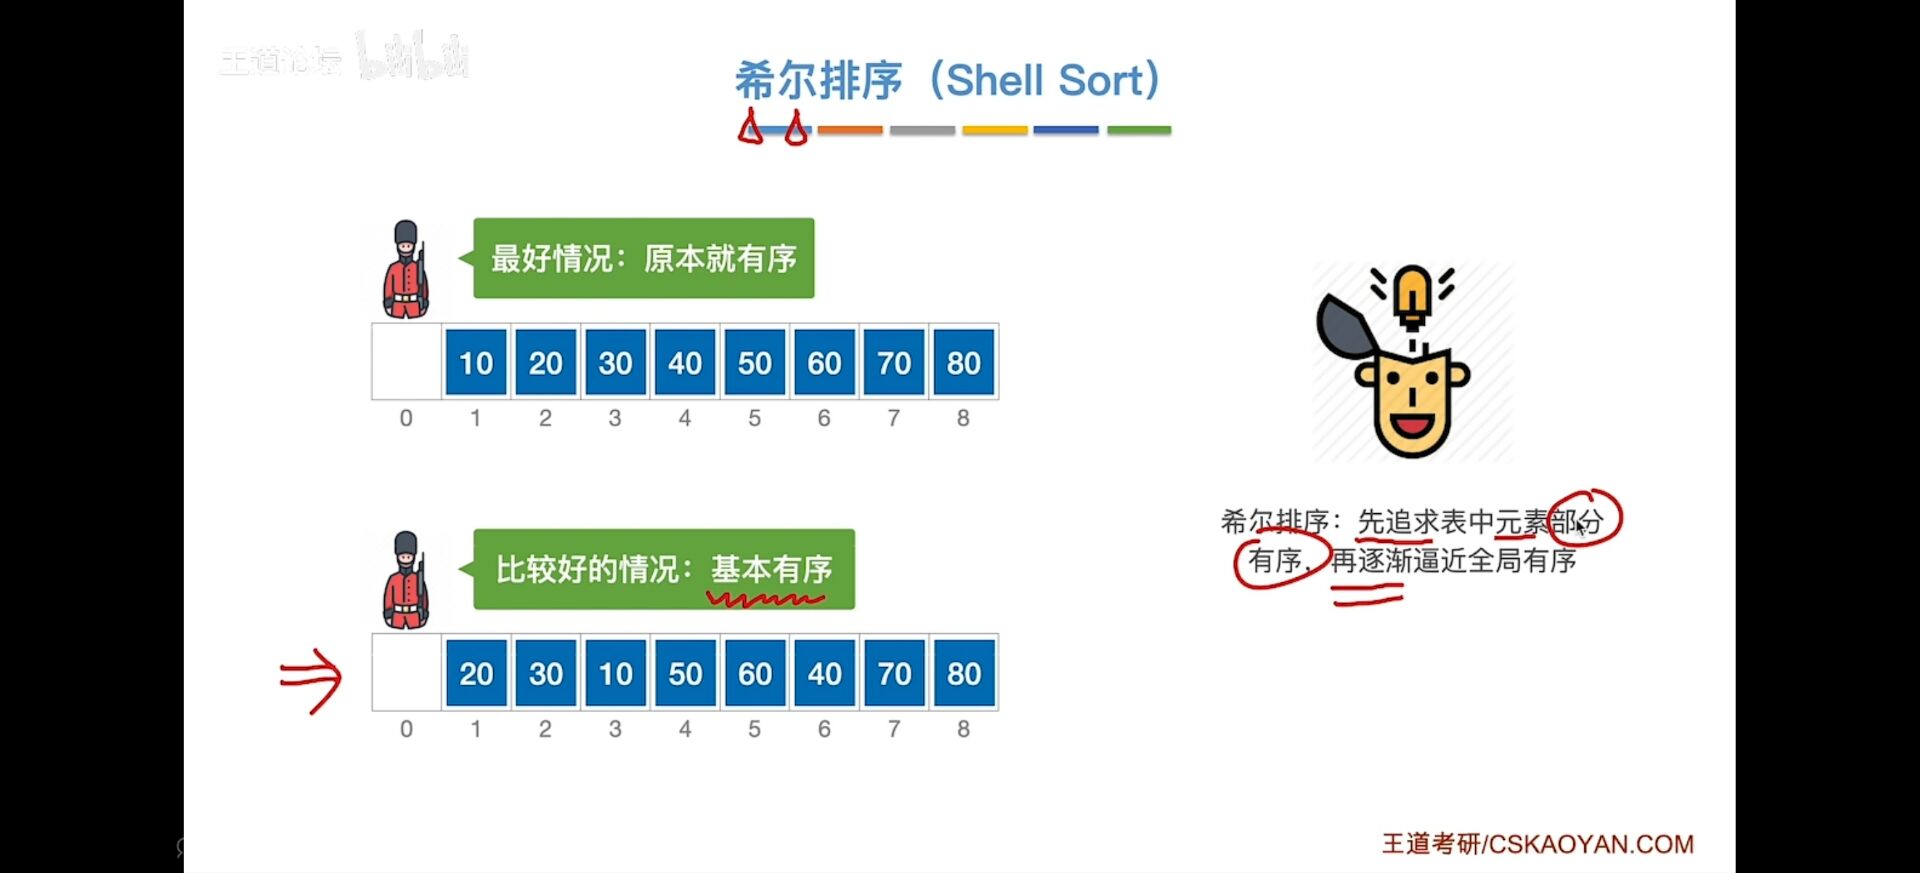 王道论坛 bilibili
希尔排序（Shell Sort）
最好情况：原本就有序
10 20 30 40 50 60 70 80
0 1 2 3 4 5 6 7 8
比较好的情况：基本有序
20 30 10 50 60 40 70 80
0 1 2 3 4 5 6 7 8
希尔排序：先追求表中元素部分
有序，再逐渐逼近全局有序
王道考研/CSKAOYAN.COM